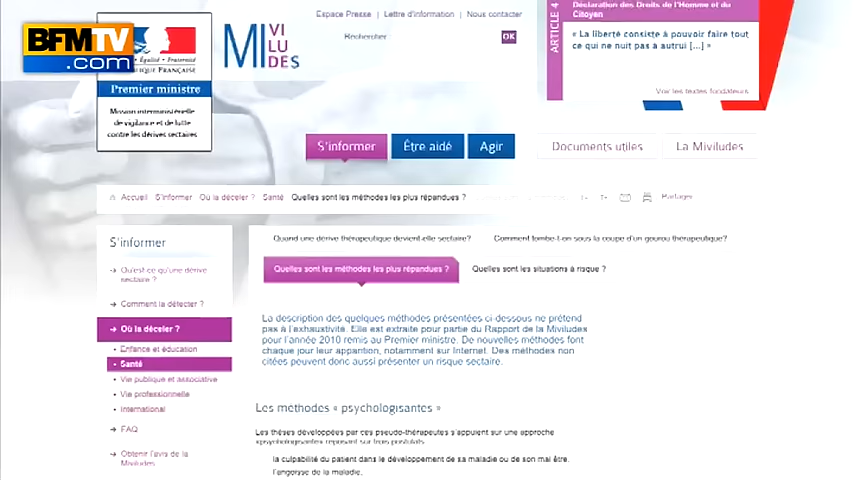 BFMTV
.com
Liberté • Égalité • Fraternité
RÉPUBLIQUE FRANÇAISE
Premier ministre
Mission interministérielle
de vigilance et de lutte
contre les dérives sectaires
MIVILUDES
Espace Presse | Lettre d'information | Nous contacter
Rechercher
OK
ARTICLE 4
Déclaration des Droits de l'Homme et du
Citoyen
« La liberté consiste à pouvoir faire tout
ce qui ne nuit pas à autrui [...] »
Voir les textes fondateurs
S'informer
Être aidé
Agir
Documents utiles
La Miviludes
Accueil S'informer Où la déceler ? Santé Quelles sont les méthodes les plus répandues ?
T- T+ Partager
S'informer
Qu'est ce qu'une dérive
sectaire ?
Comment la détecter ?
Où la déceler ?
Enfance et éducation
Santé
Vie publique et associative
Vie professionnelle
International
FAQ
Obtenir l'avis de la
Miviludes
Quand une dérive thérapeutique devient-elle sectaire?
Comment tombe-t-on sous la coupe d'un gourou thérapeutique?
Quelles sont les méthodes les plus répandues ?
Quelles sont les situations à risque ?
La description des quelques méthodes présentées ci-dessous ne prétend
pas à l'exhaustivité. Elle est extraite pour partie du Rapport de la Miviludes
pour l'année 2010 remis au Premier ministre. De nouvelles méthodes font
chaque jour leur apparition, notamment sur Internet. Des méthodes non
citées peuvent donc aussi présenter un risque sectaire.
Les méthodes « psychologisantes »
Les thèses développées par ces pseudo-thérapeutes s'appuient sur une approche
«psychologisante» reposant sur trois postulats.
la culpabilité du patient dans le développement de sa maladie ou de son mal être.
l'angoisse de la maladie.